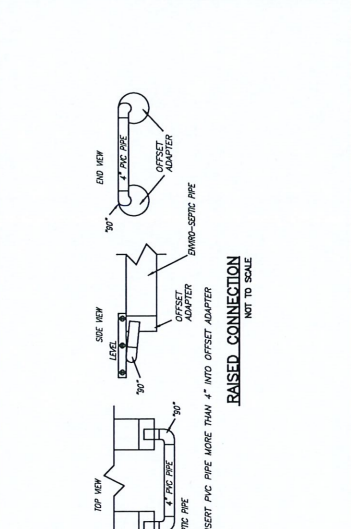 TOP VIEW
"90"
4" PVC PIPE
TIC PIPE
SERT PVC PIPE MORE THAN 4" INTO OFFSET ADAPTER
SIDE VIEW
LEVEL
"90"
OFFSET
ADAPTER
ENVIRO-SEPTIC PIPE
RAISED CONNECTION
NOT TO SCALE
END VIEW
"90"
4" PVC PIPE
OFFSET
ADAPTER